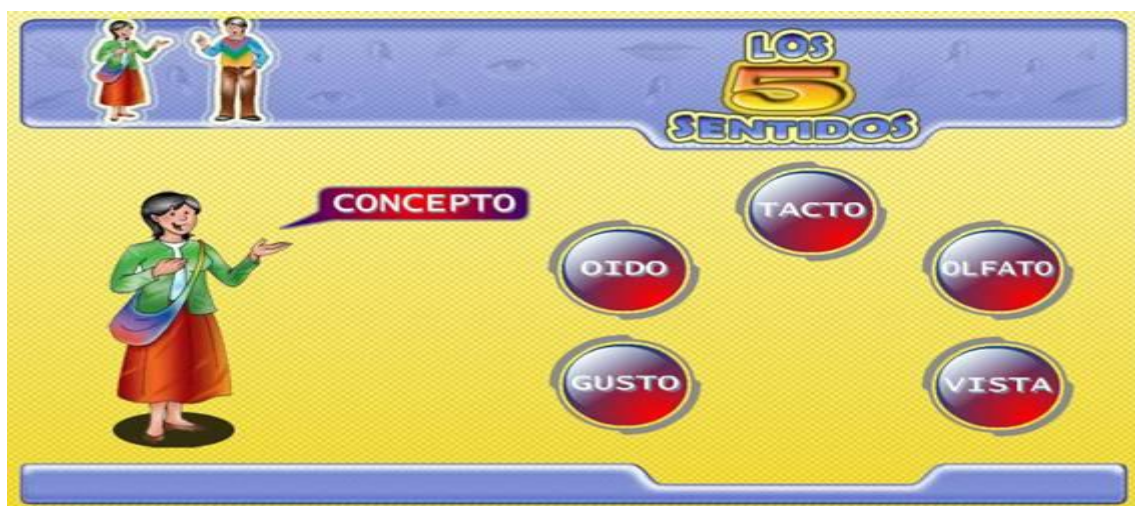 LOS
5
SENTIDOS
CONCEPTO
TACTO
OIDO
OLFATO
GUSTO
VISTA